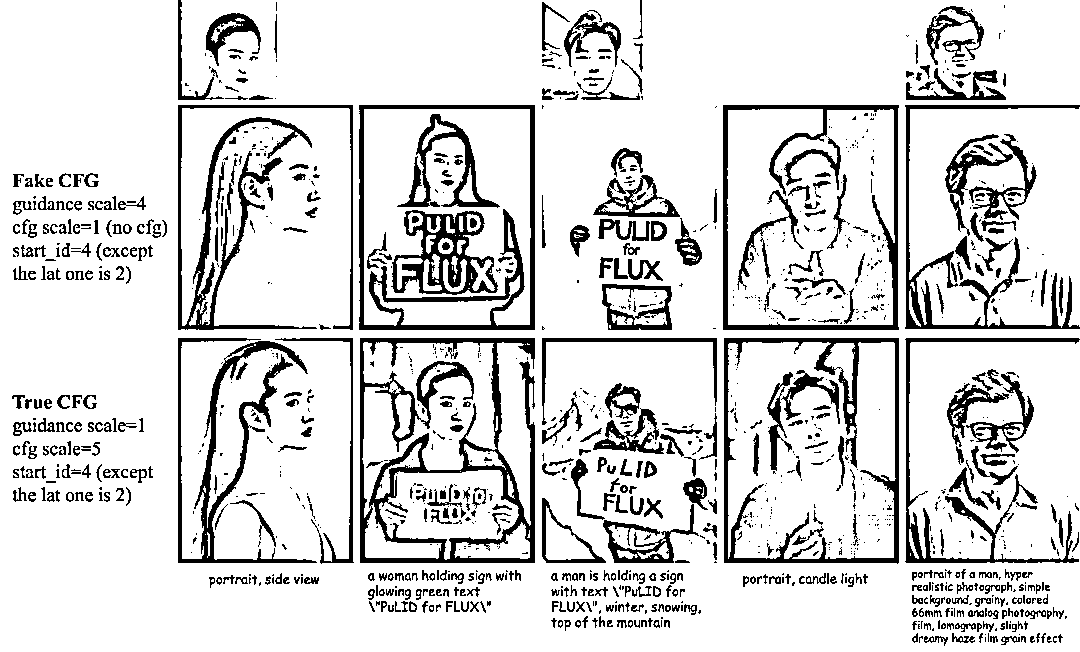 Fake CFG
guidance scale=4
cfg scale=1 (no cfg)
start_id=4 (except
the lat one is 2)
PULID
for
FLUX
PULID
for
FLUX
True CFG
guidance scale=1
cfg scale=5
start_id=4 (except
the lat one is 2)
PuLID for
FLUX
PuLID
for
FLUX
portrait, side view
a woman holding sign with
glowing green text
\"PuLID for FLUX\"
a man is holding a sign
with text \"PuLID for
FLUX\", winter, snowing,
top of the mountain
portrait, candle light
portrait of a man, hyper
realistic photograph, simple
background, grainy, colored
66mm film analog photography,
film, lomography, slight
dreamy haze film grain effect